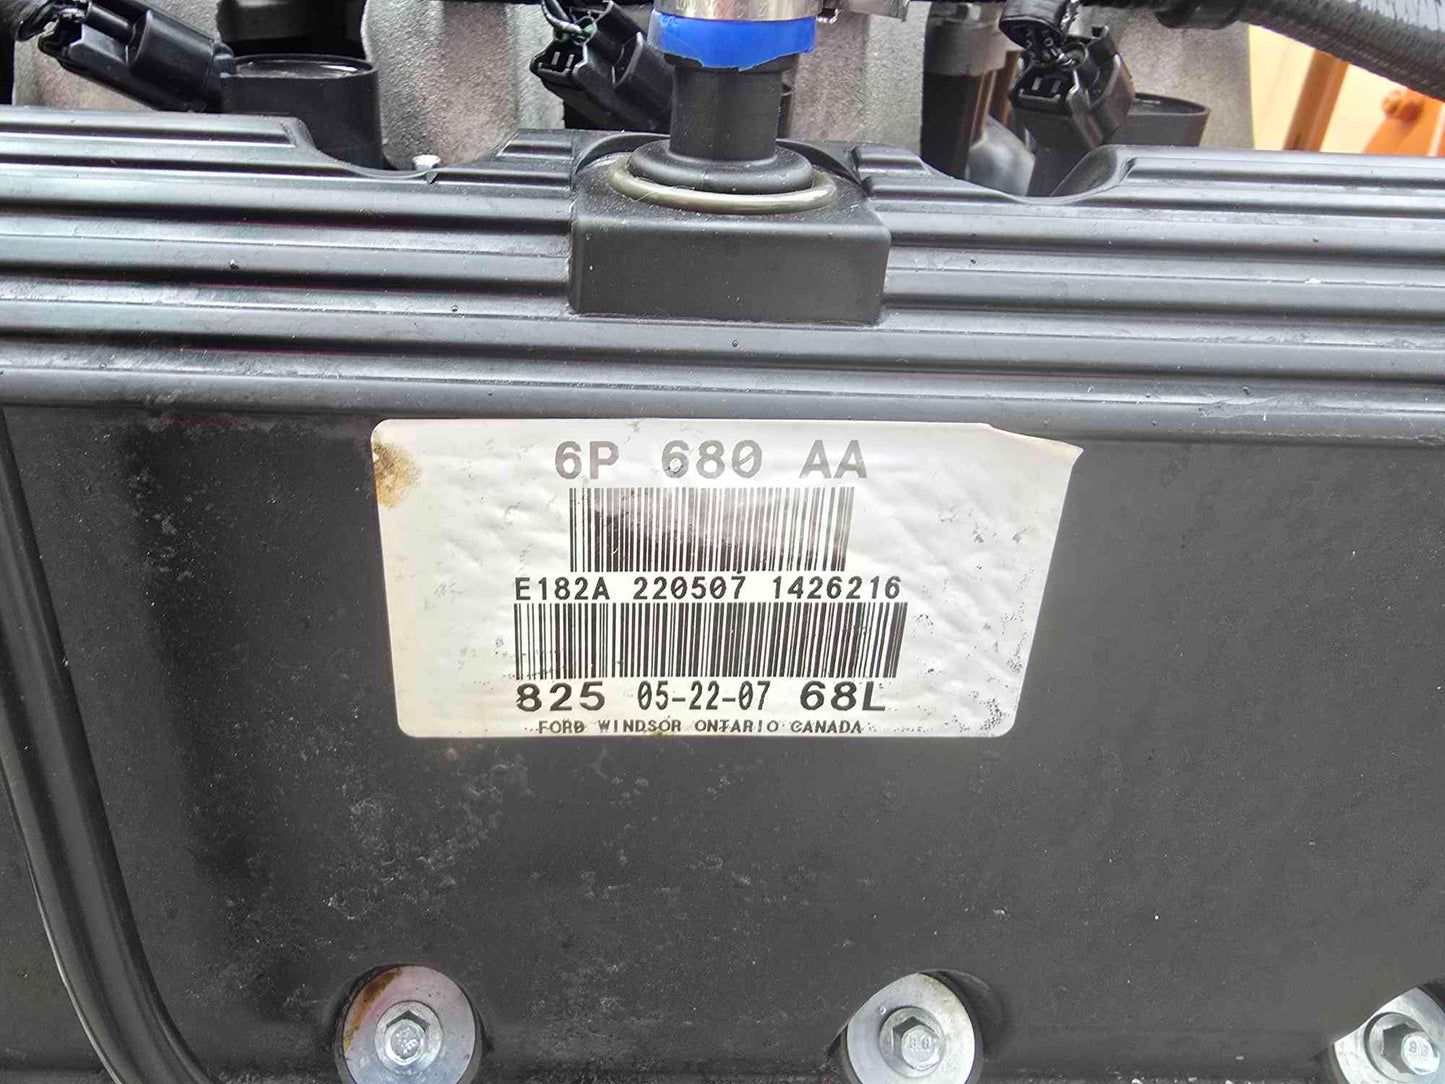 6P 680 AA
E182A 220507 1426216
825 05-22-07 68L
FORD WINDSOR ONTARIO CANADA